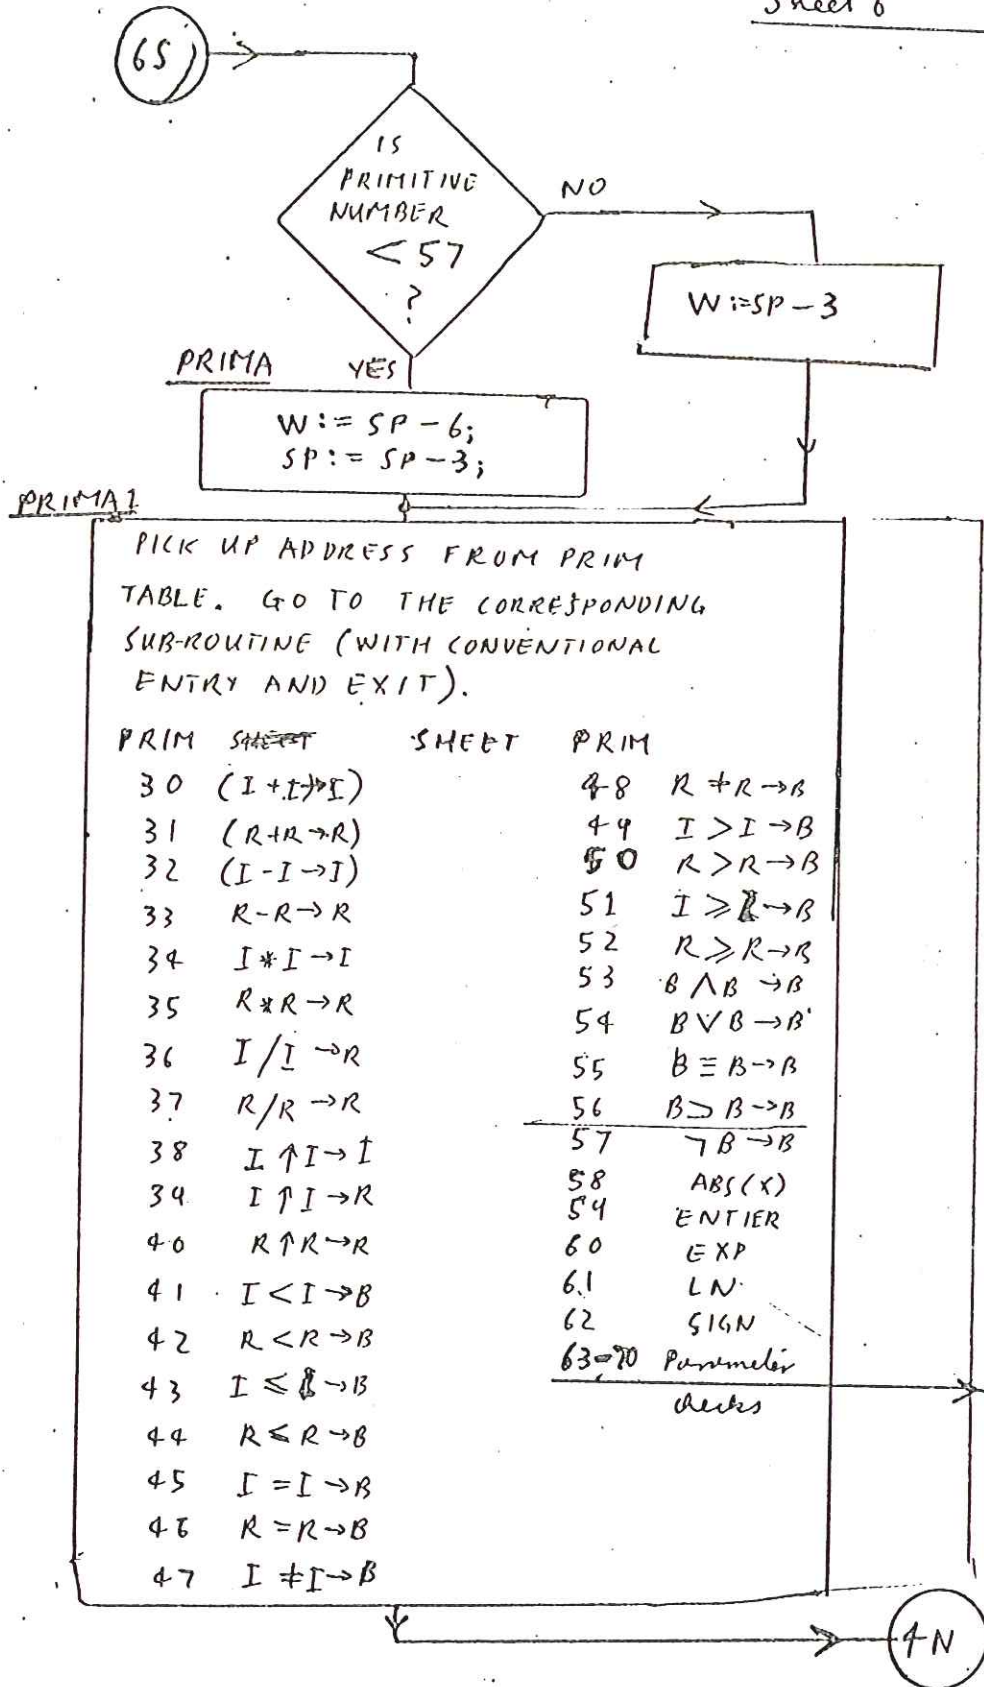 Sheet 6
6S
IS
PRIMITIVE
NUMBER
< 57
?
NO
W:=SP-3
YES
PRIMA
W := SP-6;
SP := SP-3;
PRIMA1
PICK UP ADDRESS FROM PRIM
TABLE. GO TO THE CORRESPONDING
SUB-ROUTINE (WITH CONVENTIONAL
ENTRY AND EXIT).
PRIM SHEET SHEET PRIM
30 (I+I→I)
31 (R+R→R)
32 (I-I→I)
33 R-R→R
34 I*I→I
35 R*R→R
36 I/I→R
37 R/R→R
38 I↑I→I
39 I↑I→R
40 R↑R→R
41 I<I→B
42 R<R→B
43 I≤I→B
44 R≤R→B
45 I=I→B
46 R=R→B
47 I≠I→B
48 R≠R→B
49 I>I→B
50 R>R→B
51 I≥I→B
52 R≥R→B
53 B∧B→B
54 B∨B→B
55 B≡B→B
56 B⊃B→B
57 ¬B→B
58 ABS(X)
59 ENTIER
60 EXP
61 LN
62 SIGN
63-70 Parameter
checks
4N